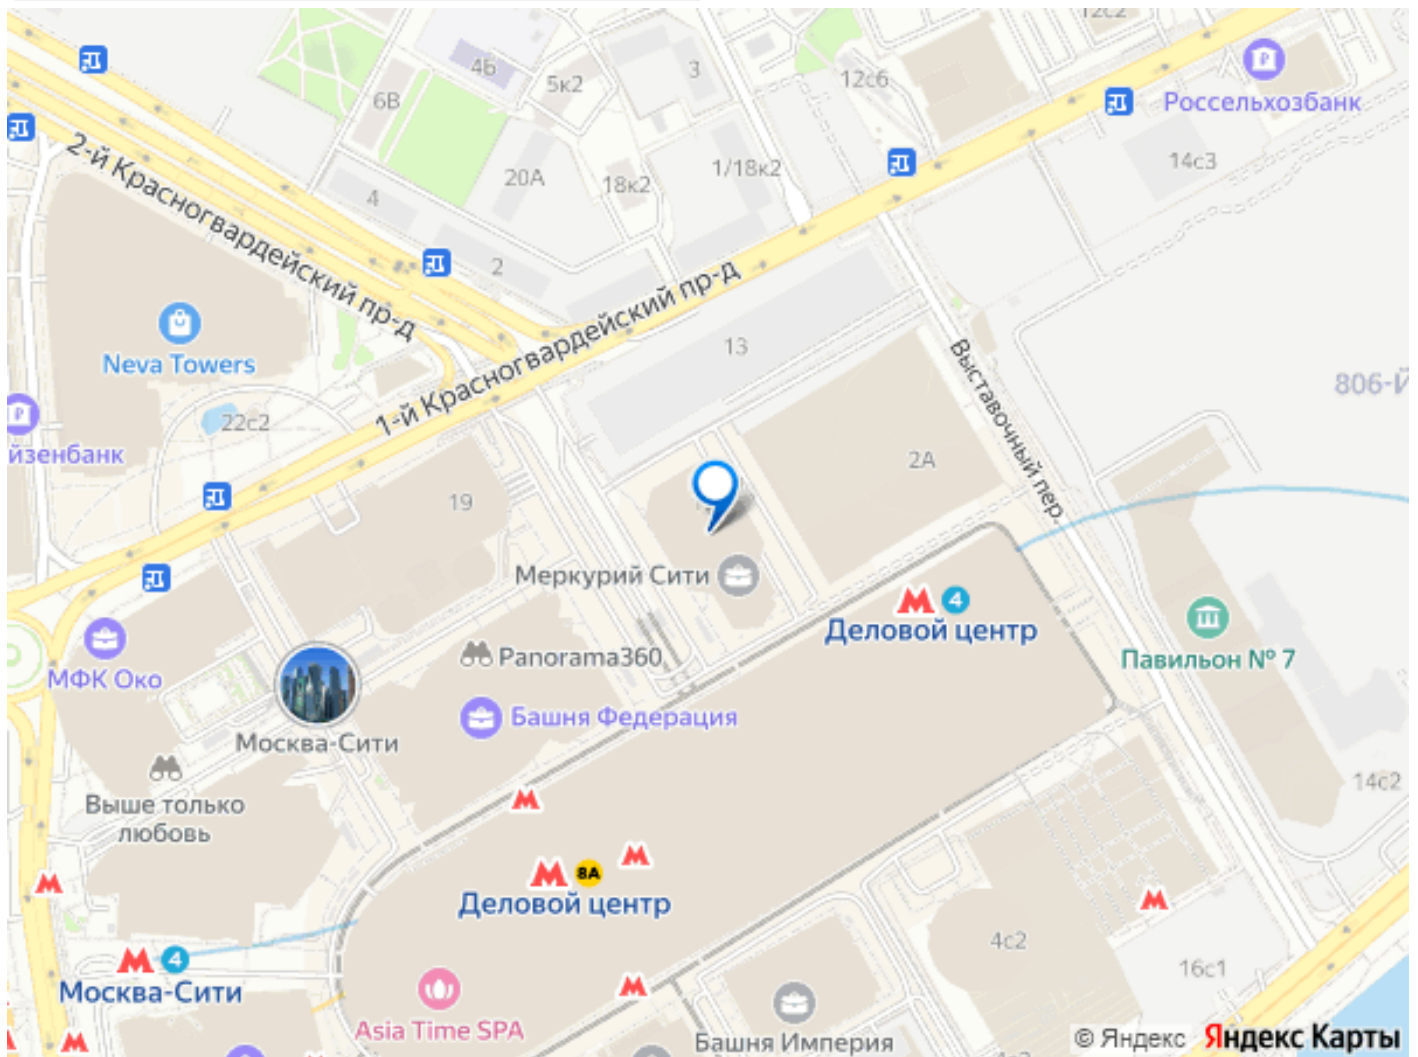 12с2
Россельхозбанк
4Б
3
5к2
12с6
6В
2-й Красногвардейский пр-д
20А
18к2
1/18к2
14с3
4
2
1-й Красногвардейский пр-д
Neva Towers
13
Выставочный пер.
806-Й
йзенбанк
22с2
19
2А
Меркурий Сити
4
Деловой центр
Павильон № 7
МФК Око
Panorama360
Башня Федерация
Москва-Сити
Выше только
любовь
14с2
8А
Деловой центр
4с2
16с1
4
Москва-Сити
Asia Time SPA
Башня Империя
© Яндекс Яндекс Карты